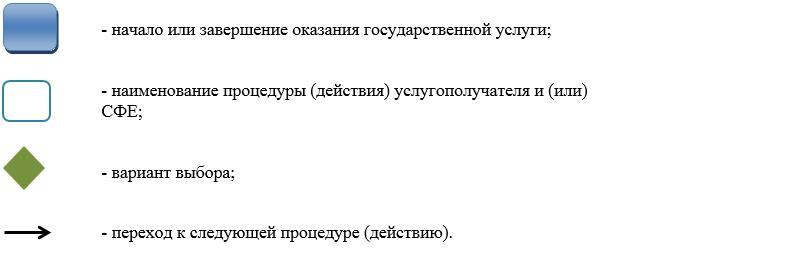 - начало или завершение оказания государственной услуги;
- наименование процедуры (действия) услугополучателя и (или)
СФЕ;
- вариант выбора;
- переход к следующей процедуре (действию).